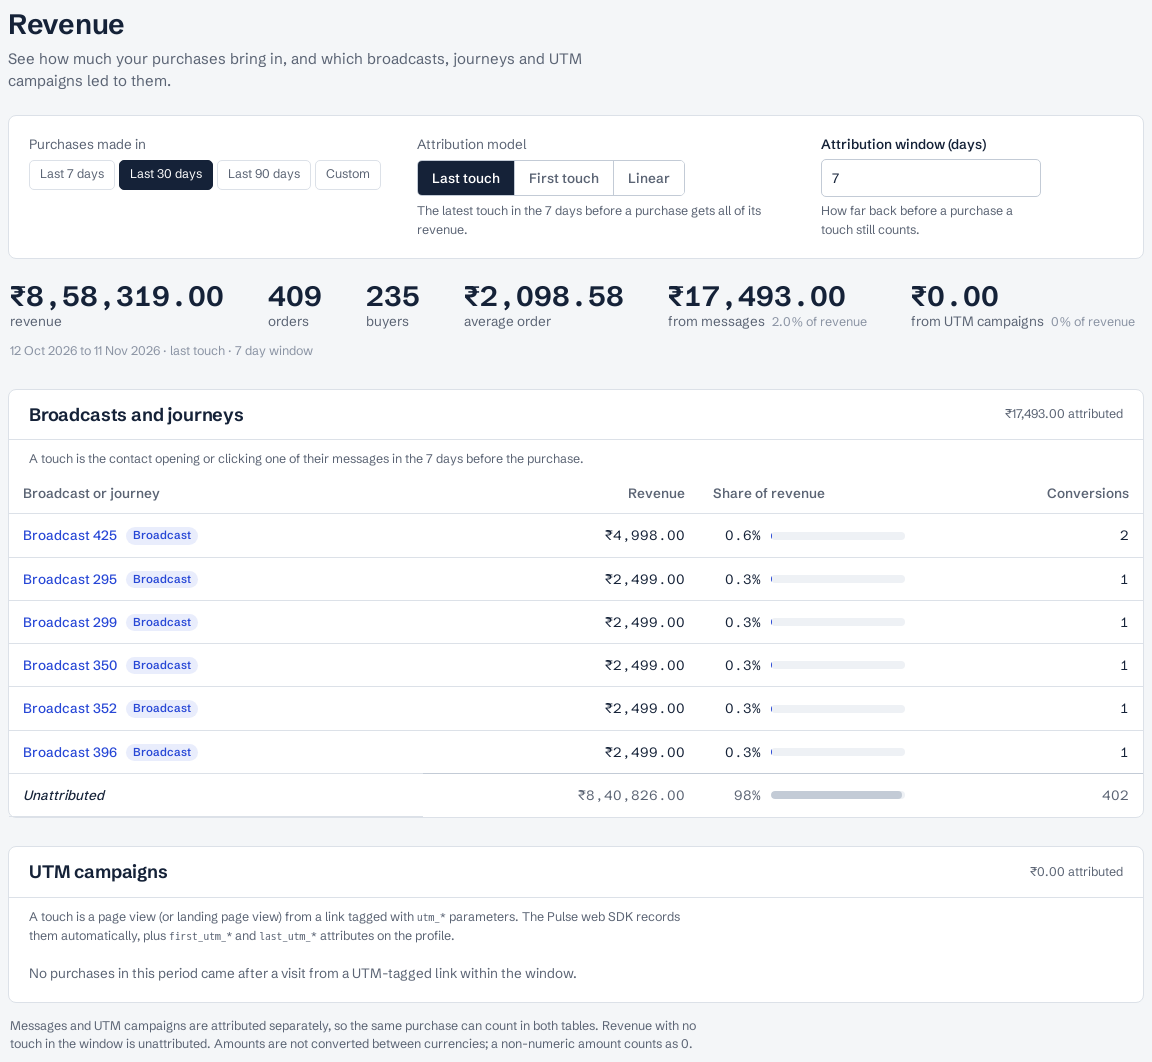 Revenue
See how much your purchases bring in, and which broadcasts, journeys and UTM
campaigns led to them.
Purchases made in
Last 7 days
Last 30 days
Last 90 days
Custom
Attribution model
Last touch
First touch
Linear
The latest touch in the 7 days before a purchase gets all of its
revenue.
Attribution window (days)
7
How far back before a purchase a
touch still counts.
₹8,58,319.00
revenue
409
orders
235
buyers
₹2,098.58
average order
₹17,493.00
from messages 2.0% of revenue
₹0.00
from UTM campaigns 0% of revenue
12 Oct 2026 to 11 Nov 2026 · last touch · 7 day window
Broadcasts and journeys ₹17,493.00 attributed
A touch is the contact opening or clicking one of their messages in the 7 days before the purchase.
Broadcast or journey Revenue Share of revenue Conversions
Broadcast 425 Broadcast ₹4,998.00 0.6% 2
Broadcast 295 Broadcast ₹2,499.00 0.3% 1
Broadcast 299 Broadcast ₹2,499.00 0.3% 1
Broadcast 350 Broadcast ₹2,499.00 0.3% 1
Broadcast 352 Broadcast ₹2,499.00 0.3% 1
Broadcast 396 Broadcast ₹2,499.00 0.3% 1
Unattributed ₹8,40,826.00 98% 402
UTM campaigns ₹0.00 attributed
A touch is a page view (or landing page view) from a link tagged with utm_* parameters. The Pulse web SDK records
them automatically, plus first_utm_* and last_utm_* attributes on the profile.
No purchases in this period came after a visit from a UTM-tagged link within the window.
Messages and UTM campaigns are attributed separately, so the same purchase can count in both tables. Revenue with no
touch in the window is unattributed. Amounts are not converted between currencies; a non-numeric amount counts as 0.